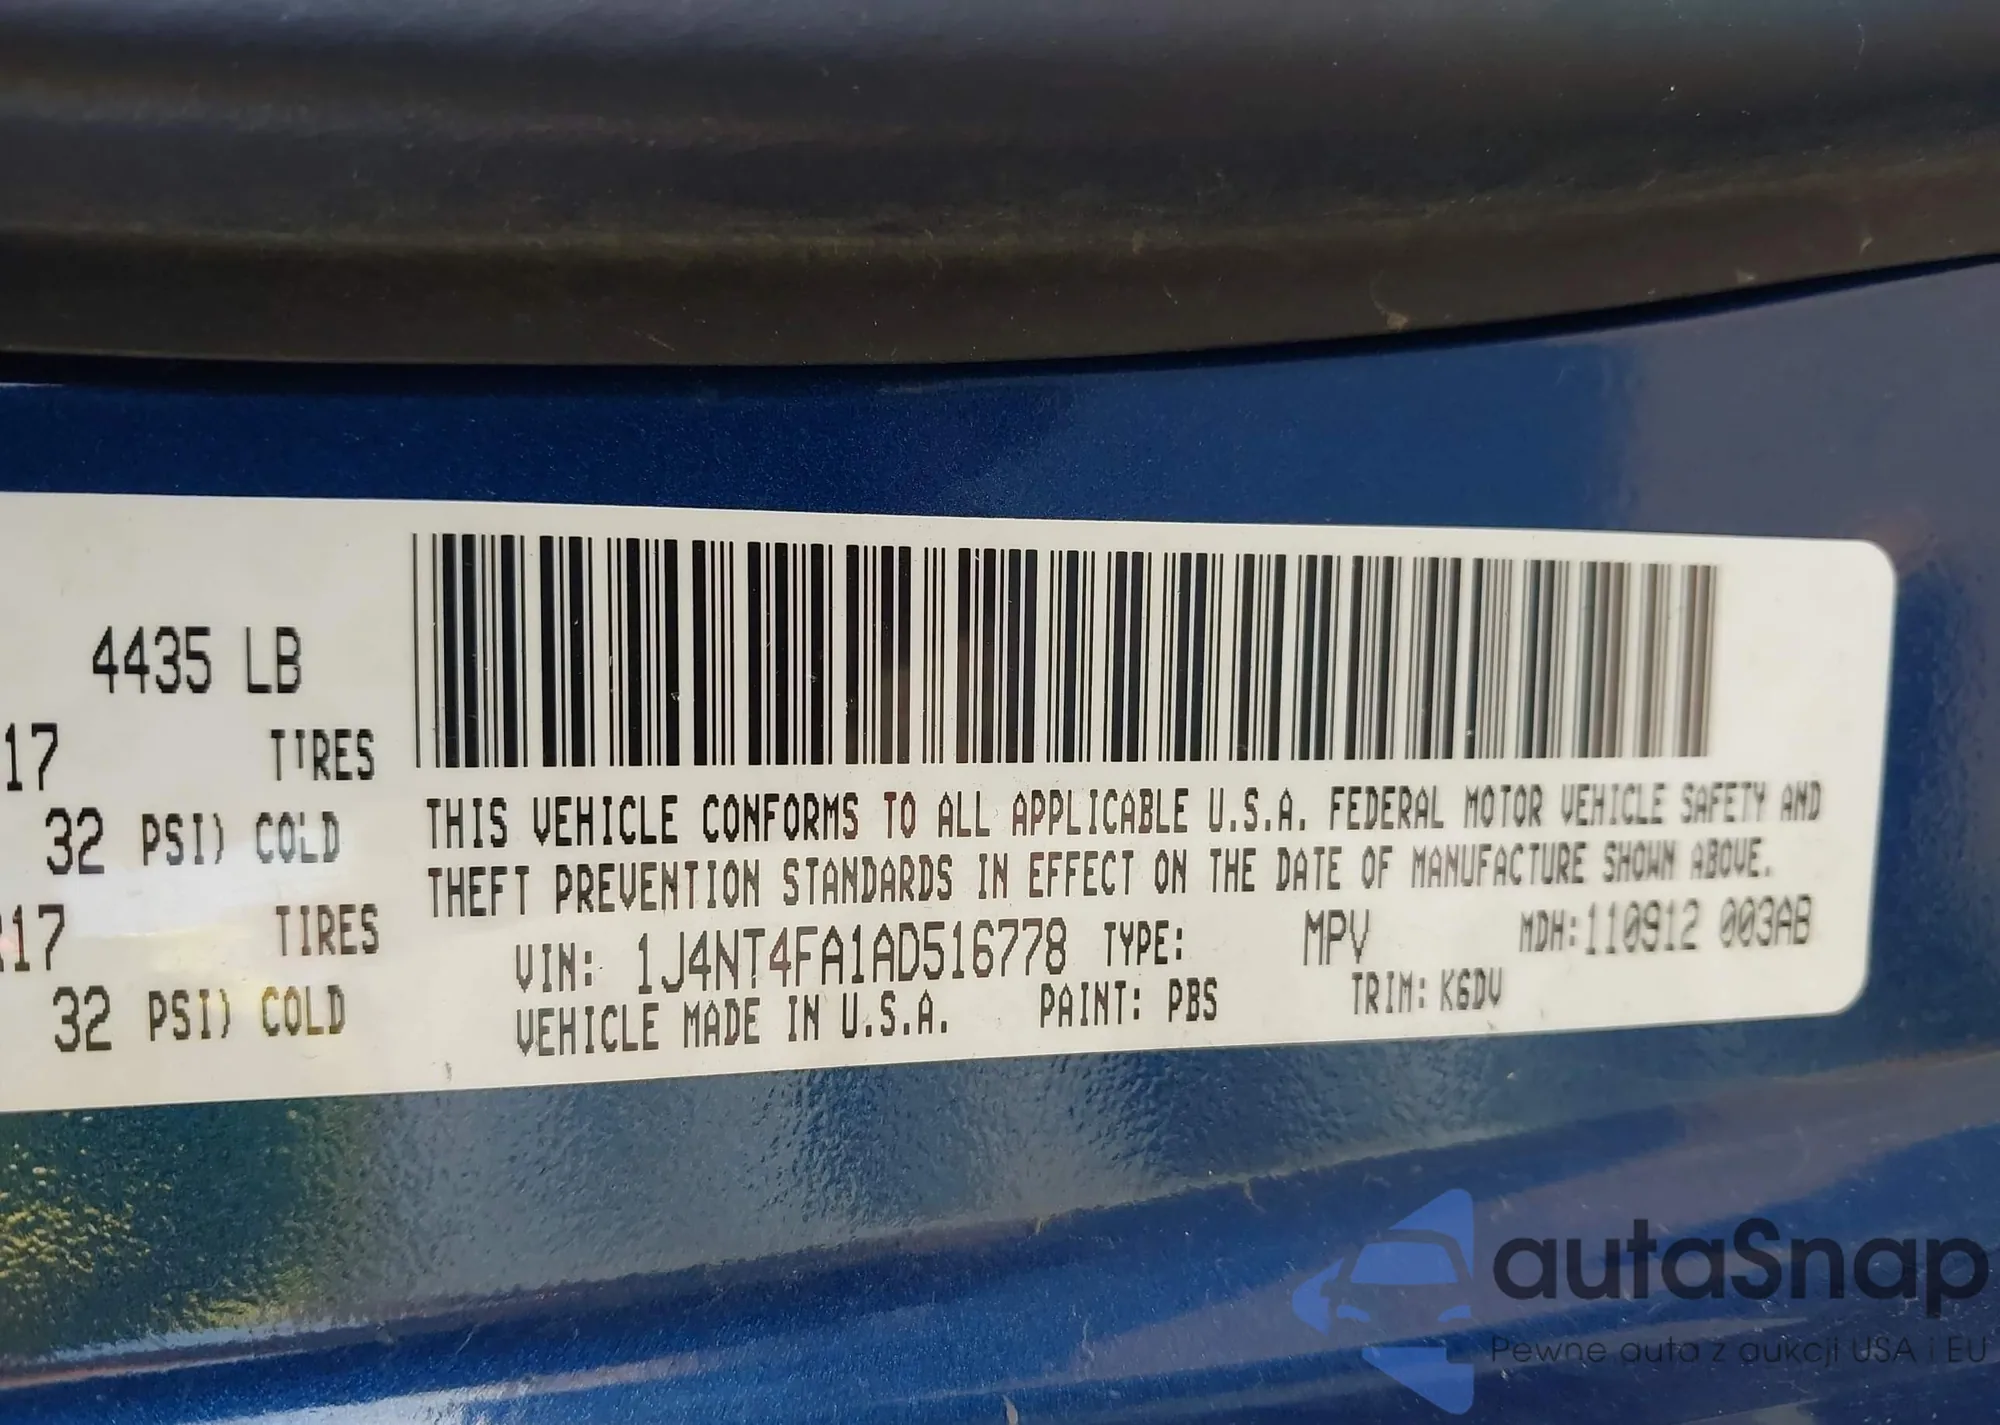 4435 LB
17 TIRES
32 PSI) COLD
THIS VEHICLE CONFORMS TO ALL APPLICABLE U.S.A. FEDERAL MOTOR VEHICLE SAFETY AND
THEFT PREVENTION STANDARDS IN EFFECT ON THE DATE OF MANUFACTURE SHOWN ABOVE.
R17 TIRES
32 PSI) COLD
VIN: 1J4NT4FA1AD516778 TYPE: MPV MDH:110912 003AB
VEHICLE MADE IN U.S.A. PAINT: PBS TRIM: K6DV
autaSnap
Pewne auta z aukcji USA i EU